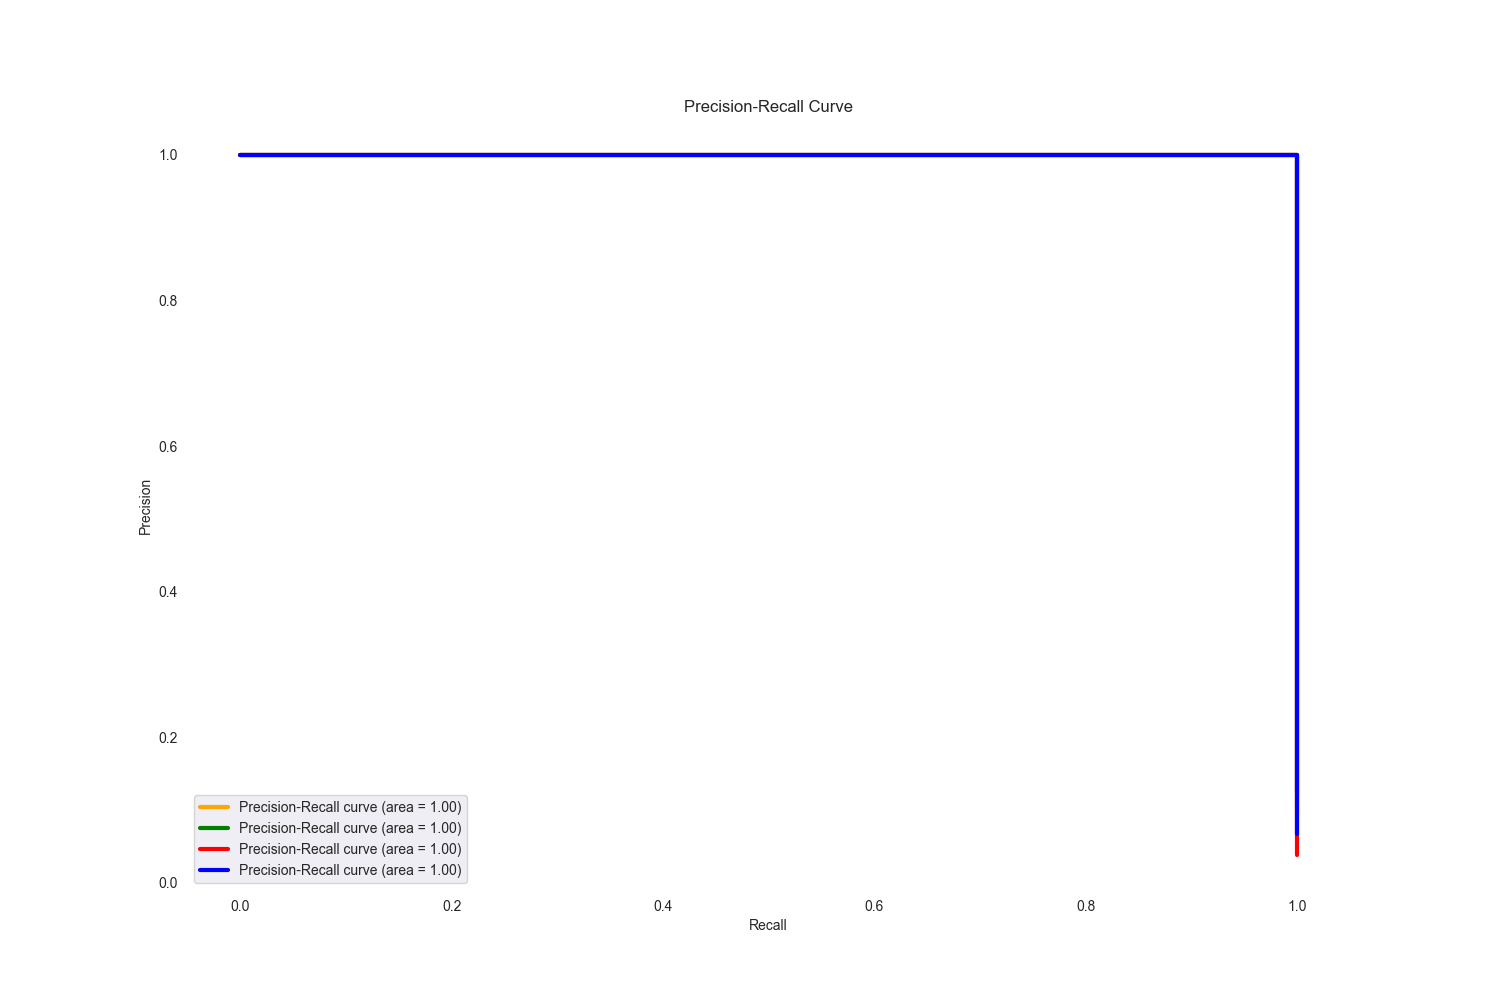 Precision-Recall Curve
1.0
0.8
0.6
0.4
0.2
0.0
Precision
Precision-Recall curve (area = 1.00)
Precision-Recall curve (area = 1.00)
Precision-Recall curve (area = 1.00)
Precision-Recall curve (area = 1.00)
0.0 0.2 0.4 0.6 0.8 1.0
Recall